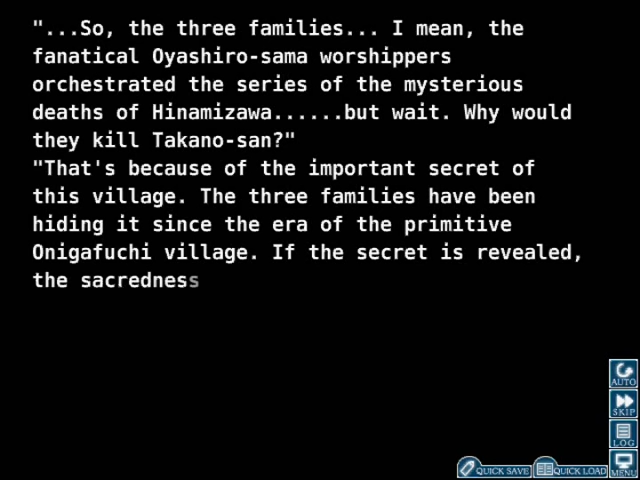 "...So, the three families... I mean, the
fanatical Oyashiro-sama worshippers
orchestrated the series of the mysterious
deaths of Hinamizawa......but wait. Why would
they kill Takano-san?"
"That's because of the important secret of
this village. The three families have been
hiding it since the era of the primitive
Onigafuchi village. If the secret is revealed,
the sacredness
AUTO
SKIP
LOG
QUICK SAVE
QUICK LOAD
MENU